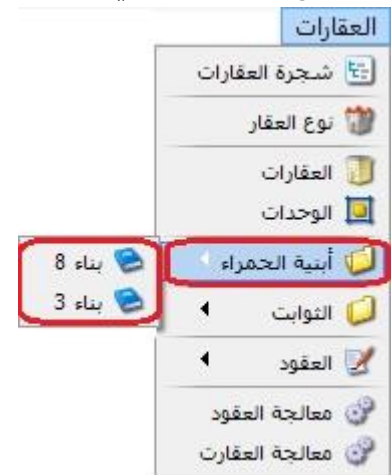 العقارات
شجرة العقارات
نوع العقار
العقارات
الوحدات
أبنية الحمراء
بناء 8
بناء 3
الثوابت
العقود
معالجة العقود
معالجة العقارت